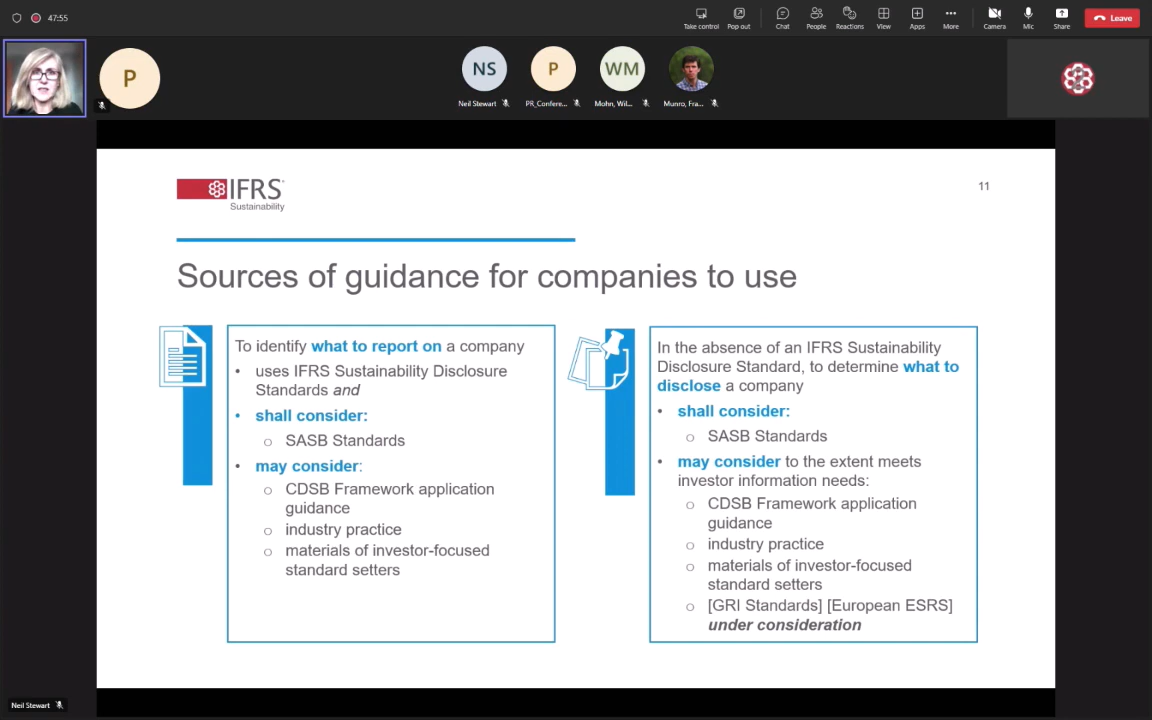 47:55
Take control
Pop out
Chat
People
Reactions
View
Apps
More
Camera
Mic
Share
Leave
P
NS
P
WM
Neil Stewart
PR_Confere...
Mohn, Wil...
Munro, Fra...
IFRS
Sustainability
11
Sources of guidance for companies to use
To identify what to report on a company
• uses IFRS Sustainability Disclosure
Standards and
• shall consider:
o SASB Standards
• may consider:
o CDSB Framework application
guidance
o industry practice
o materials of investor-focused
standard setters
In the absence of an IFRS Sustainability
Disclosure Standard, to determine what to
disclose a company
• shall consider:
o SASB Standards
• may consider to the extent meets
investor information needs:
o CDSB Framework application
guidance
o industry practice
o materials of investor-focused
standard setters
o [GRI Standards] [European ESRS]
under consideration
Neil Stewart